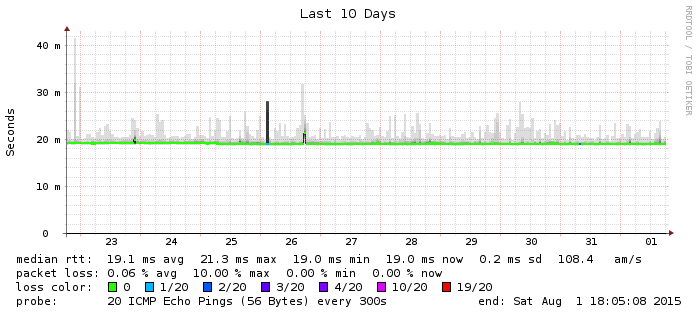 Last 10 Days
RRDTOOL / TOBI OETIKER
Seconds
40 m
30 m
20 m
10 m
0
23 24 25 26 27 28 29 30 31 01
median rtt: 19.1 ms avg 21.3 ms max 19.0 ms min 19.0 ms now 0.2 ms sd 108.4 am/s
packet loss: 0.06 % avg 10.00 % max 0.00 % min 0.00 % now
loss color: 0 1/20 2/20 3/20 4/20 10/20 19/20
probe: 20 ICMP Echo Pings (56 Bytes) every 300s end: Sat Aug 1 18:05:08 2015